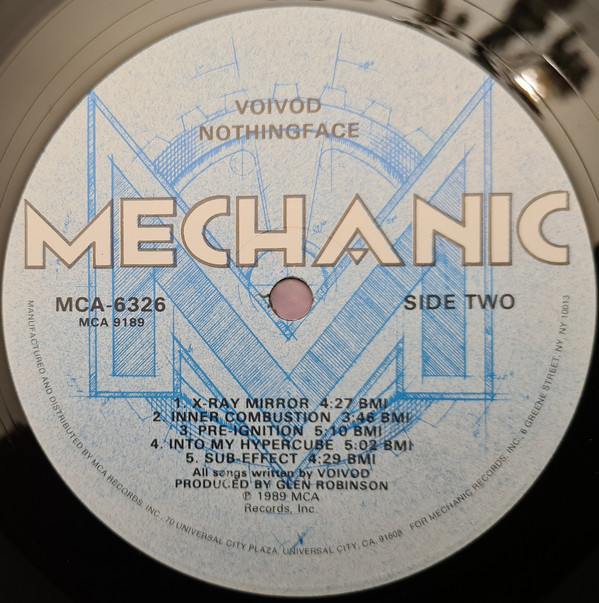 VOIVOD
NOTHINGFACE
MECHANIC
MCA-6326
MCA 9189
SIDE TWO
1. X-RAY MIRROR 4:27 BMI
2. INNER COMBUSTION 3:46 BMI
3. PRE-IGNITION 5:10 BMI
4. INTO MY HYPERCUBE 5:02 BMI
5. SUB-EFFECT 4:29 BMI
All songs written by VOIVOD
PRODUCED BY GLEN ROBINSON
℗ 1989 MCA
Records, Inc.
MANUFACTURED AND DISTRIBUTED BY MCA RECORDS, INC · 70 UNIVERSAL CITY PLAZA, UNIVERSAL CITY, CA. 91608 FOR MECHANIC RECORDS, INC· 6 GREENE STREET, NY, NY 10013